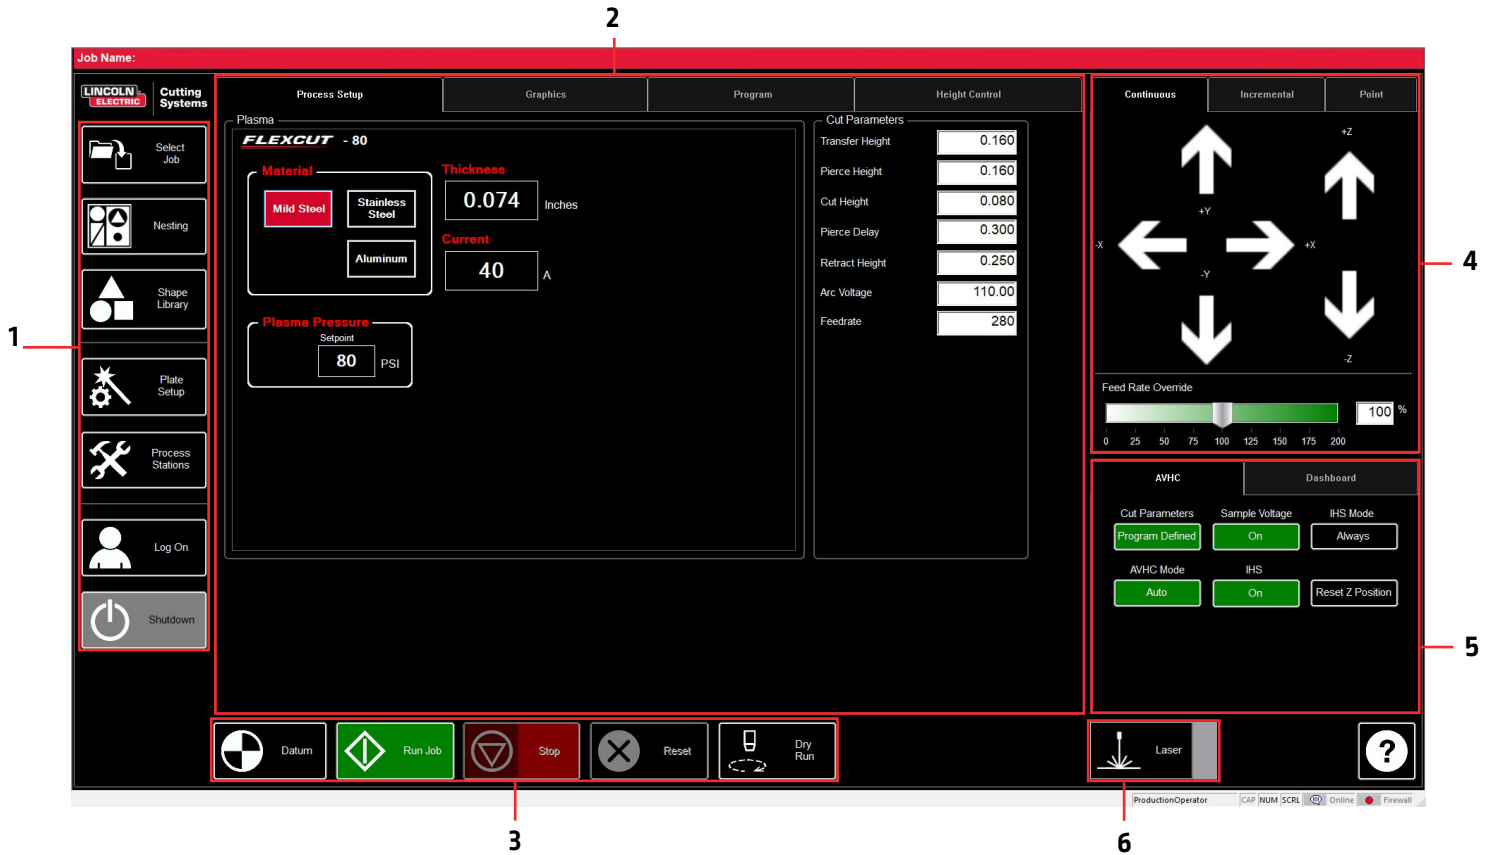 2
Job Name:
LINCOLN ELECTRIC
Cutting Systems
Process Setup
Graphics
Program
Height Control
Continuous
Incremental
Point
1
Select Job
Nesting
Shape Library
Plate Setup
Process Stations
Log On
Shutdown
Plasma
FLEXCUT - 80
Material
Mild Steel
Stainless Steel
Aluminum
Thickness
0.074 Inches
Current
40 A
Plasma Pressure
Setpoint
80 PSI
Cut Parameters
Transfer Height 0.160
Pierce Height 0.160
Cut Height 0.080
Pierce Delay 0.300
Retract Height 0.250
Arc Voltage 110.00
Feedrate 280
+Z
+Y
-X
+X
-Y
-Z
4
Feed Rate Override
100 %
0 25 50 75 100 125 150 175 200
AVHC
Dashboard
Cut Parameters
Sample Voltage
IHS Mode
Program Defined
On
Always
AVHC Mode
IHS
Auto
On
Reset Z Position
5
Datum
Run Job
Stop
Reset
Dry Run
Laser
?
ProductionOperator CAP NUM SCRL Online Firewall
3
6